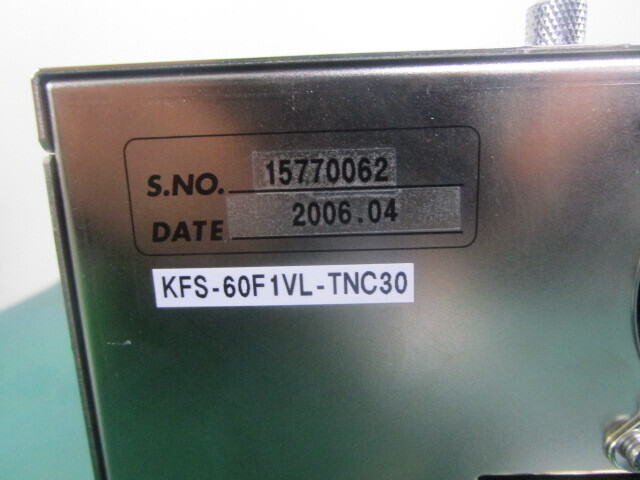 S.NO. 15770062
DATE 2006.04
KFS-60F1VL-TNC30